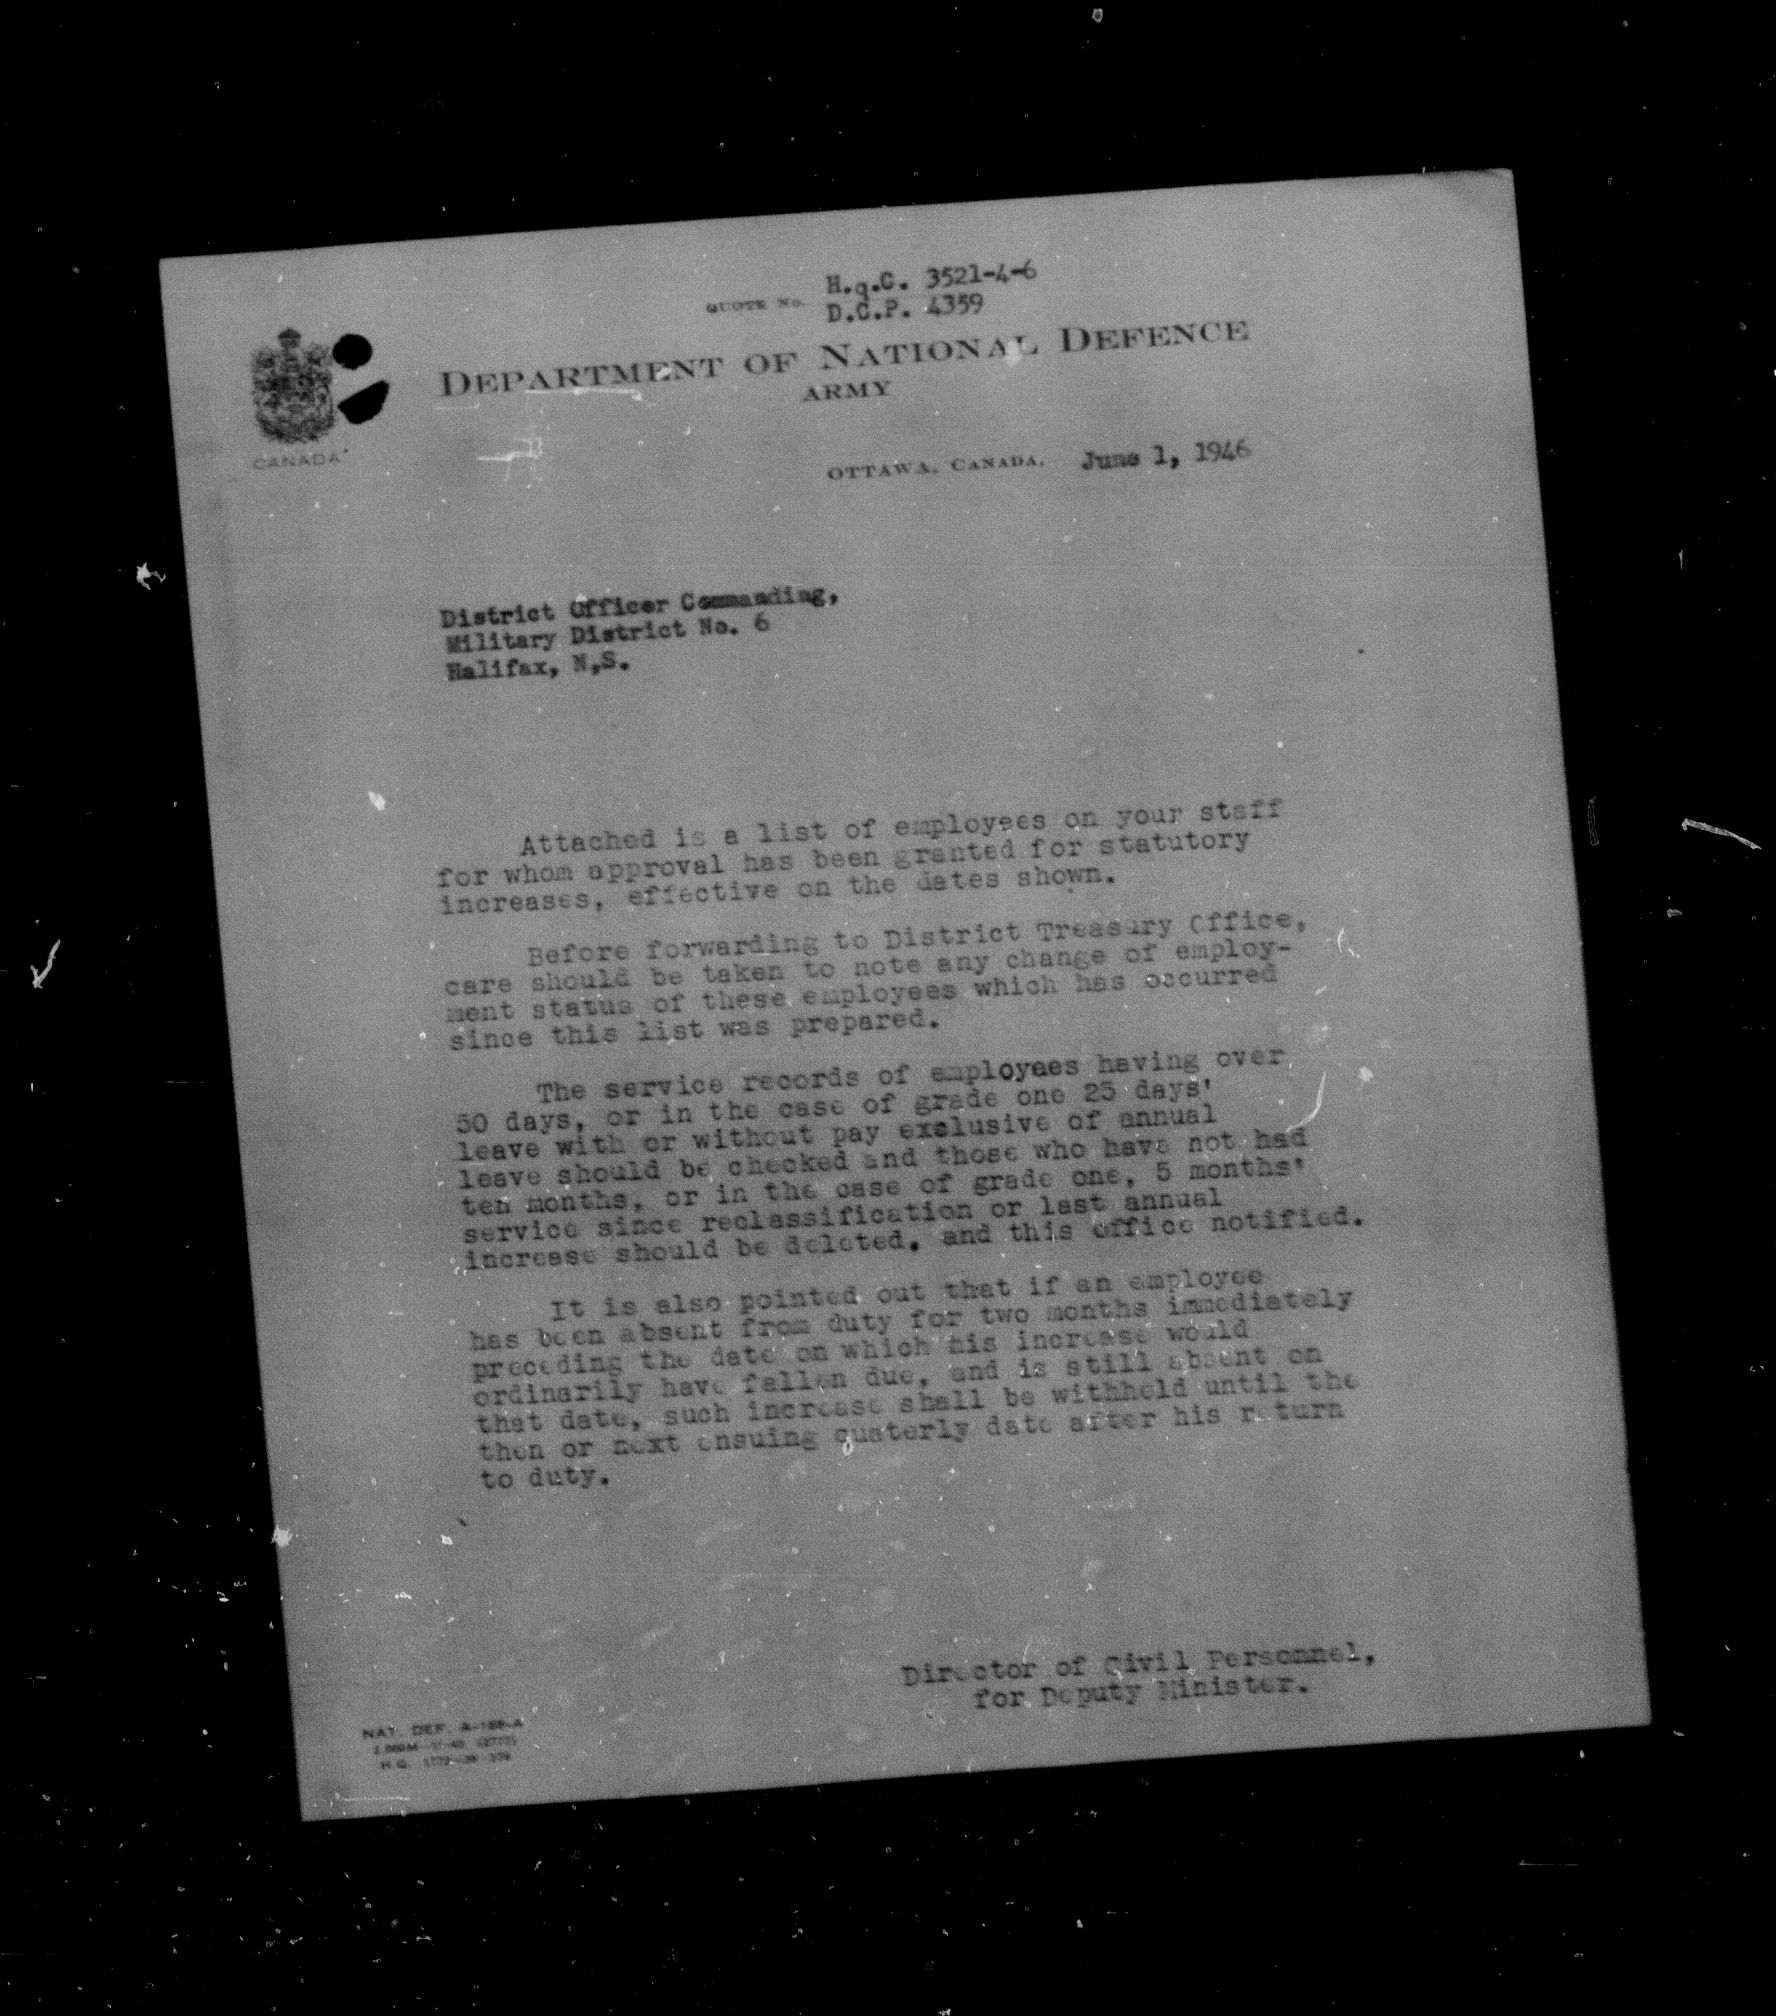 H.q.C. 3521-4-6
QUOTE No. D.C.P. 4359
DEPARTMENT OF NATIONAL DEFENCE
ARMY
CANADA
OTTAWA, CANADA, June 1, 1946
District Officer Commanding,
Military District No. 6
Halifax, N.S.
Attached is a list of employees on your staff
for whom approval has been granted for statutory
increases, effective on the dates shown.
Before forwarding to District Treasury Office,
care should be taken to note any change of employ-
ment status of these employees which has occurred
since this list was prepared.
The service records of employees having over
50 days, or in the case of grade one 25 days'
leave with or without pay exclusive of annual
leave should be checked and those who have not had
ten months, or in the case of grade one, 5 months'
service since reclassification or last annual
increase should be deleted, and this office notified.
It is also pointed out that if an employee
has been absent from duty for two months immediately
preceding the date on which his increase would
ordinarily have fallen due, and is still absent on
that date, such increase shall be withheld until the
then or next ensuing quaterly date after his return
to duty.
Director of Civil Personnel,
for Deputy Minister.
NAT. DEF. A-166-A
H.Q. 1772-39